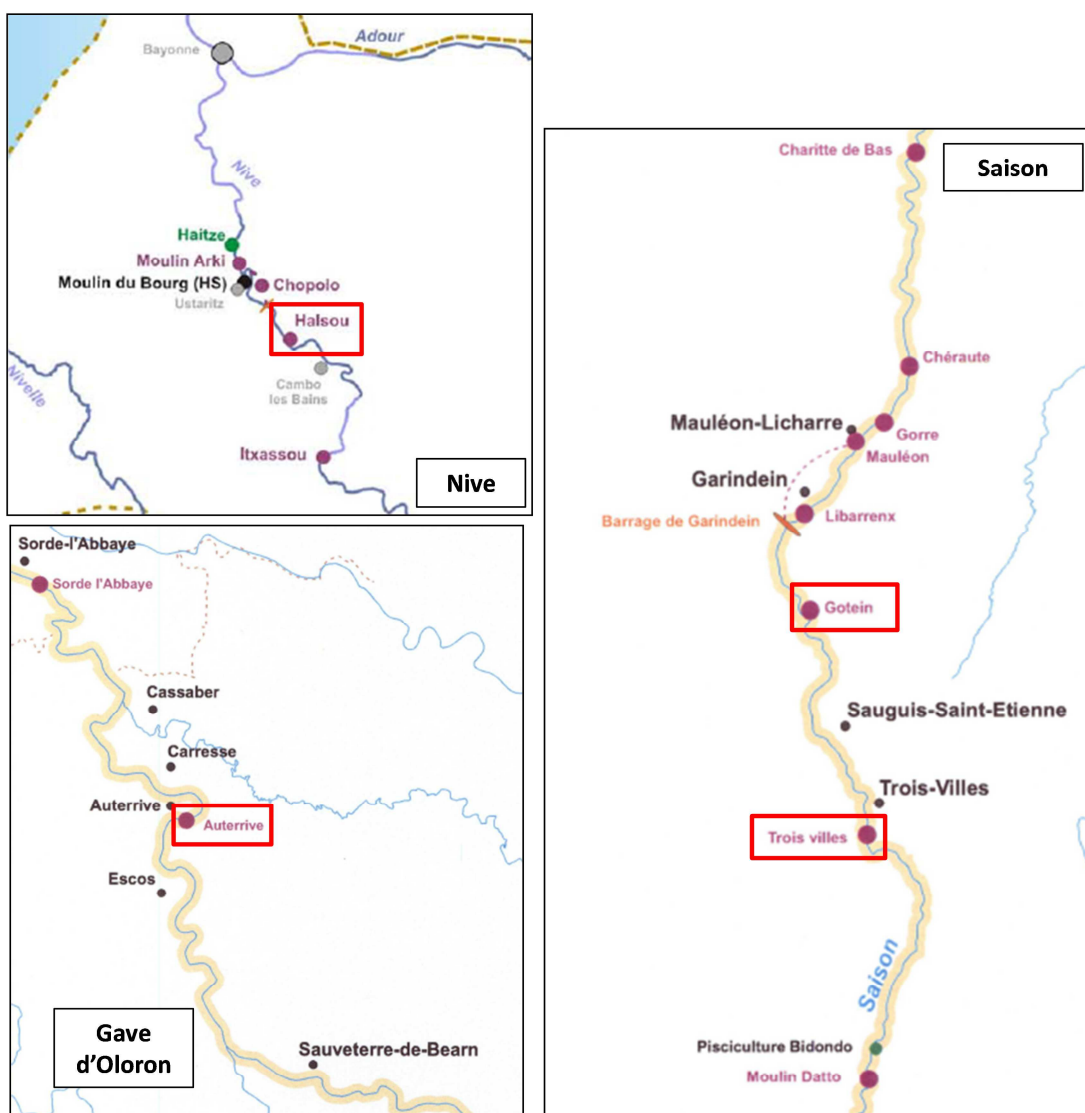 Bayonne
Adour
Nive
Haitze
Moulin Arki
Moulin du Bourg (HS)
Chopolo
Ustaritz
Halsou
Cambo
les Bains
Nivelle
Itxassou
Nive
Sorde-l'Abbaye
Sorde l'Abbaye
Cassaber
Carresse
Auterrive
Auterrive
Escos
Gave
d'Oloron
Sauveterre-de-Bearn
Charitte de Bas
Saison
Chéraute
Mauléon-Licharre
Gorre
Mauléon
Garindein
Barrage de Garindein
Libarrenx
Gotein
Sauguis-Saint-Etienne
Trois-Villes
Trois villes
Saison
Pisciculture Bidondo
Moulin Datto